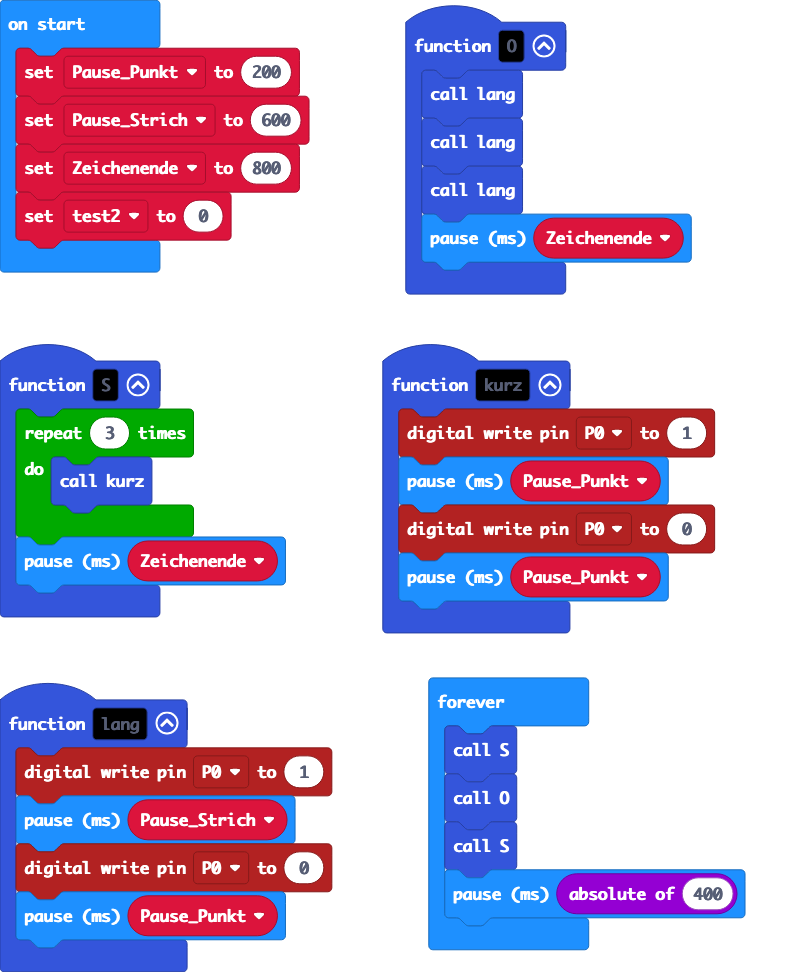 on start
set Pause_Punkt to 200
set Pause_Strich to 600
set Zeichenende to 800
set test2 to 0
function O
call lang
call lang
call lang
pause (ms) Zeichenende
function S
repeat 3 times
do
call kurz
pause (ms) Zeichenende
function kurz
digital write pin P0 to 1
pause (ms) Pause_Punkt
digital write pin P0 to 0
pause (ms) Pause_Punkt
function lang
digital write pin P0 to 1
pause (ms) Pause_Strich
digital write pin P0 to 0
pause (ms) Pause_Punkt
forever
call S
call O
call S
pause (ms) absolute of 400